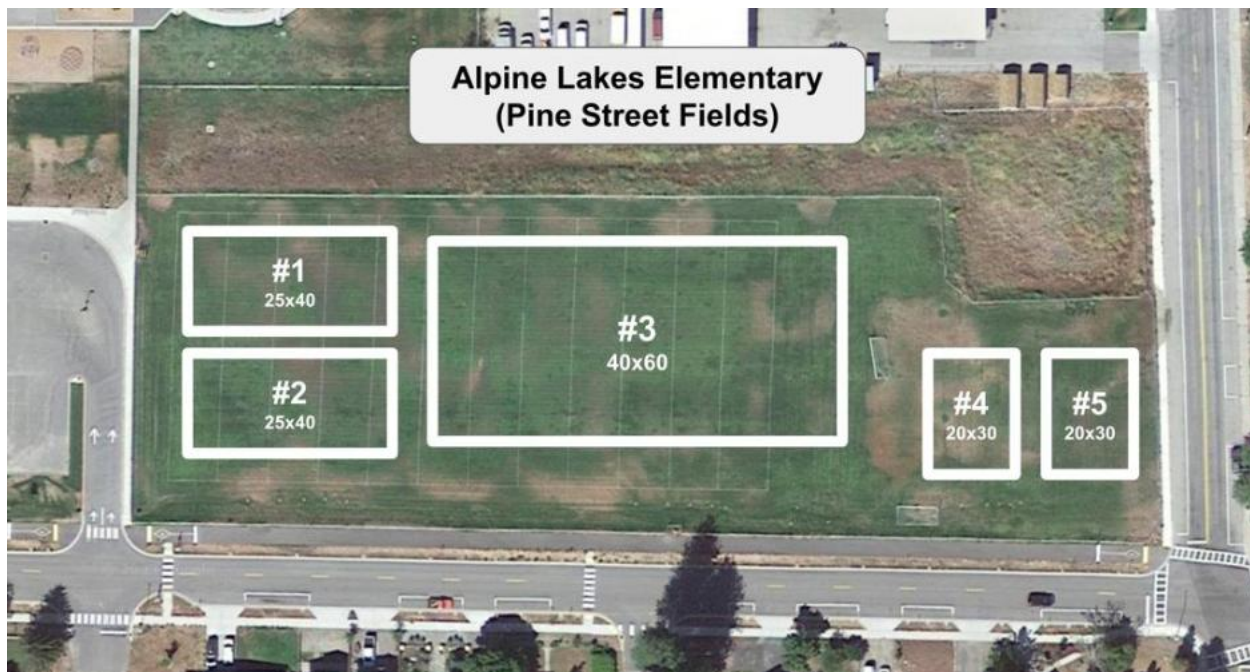 Alpine Lakes Elementary
(Pine Street Fields)
#1
25x40
#2
25x40
#3
40x60
#4
20x30
#5
20x30